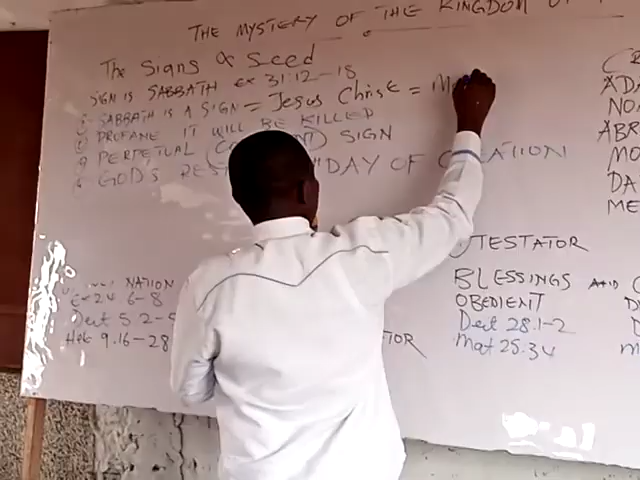 THE MYSTERY OF THE KINGDOM OF
The Signs & Seed
SIGN IS SABBATH ex 31:12-18
SABBATH IS A SIGN = Jesus Christ = M
PROFANE IT WILL BE KILLED
PERPETUAL SIGN
GOD'S DAY OF
NATION
Ex 24 6-8
Deut 5 2-5
Heb 9.16-28
TESTATOR
BLESSINGS AND C
OBEDIENT
Deut 28.1-2
Mat 25.34
TOR
ADA
NO
ABR
MO
DA
ME